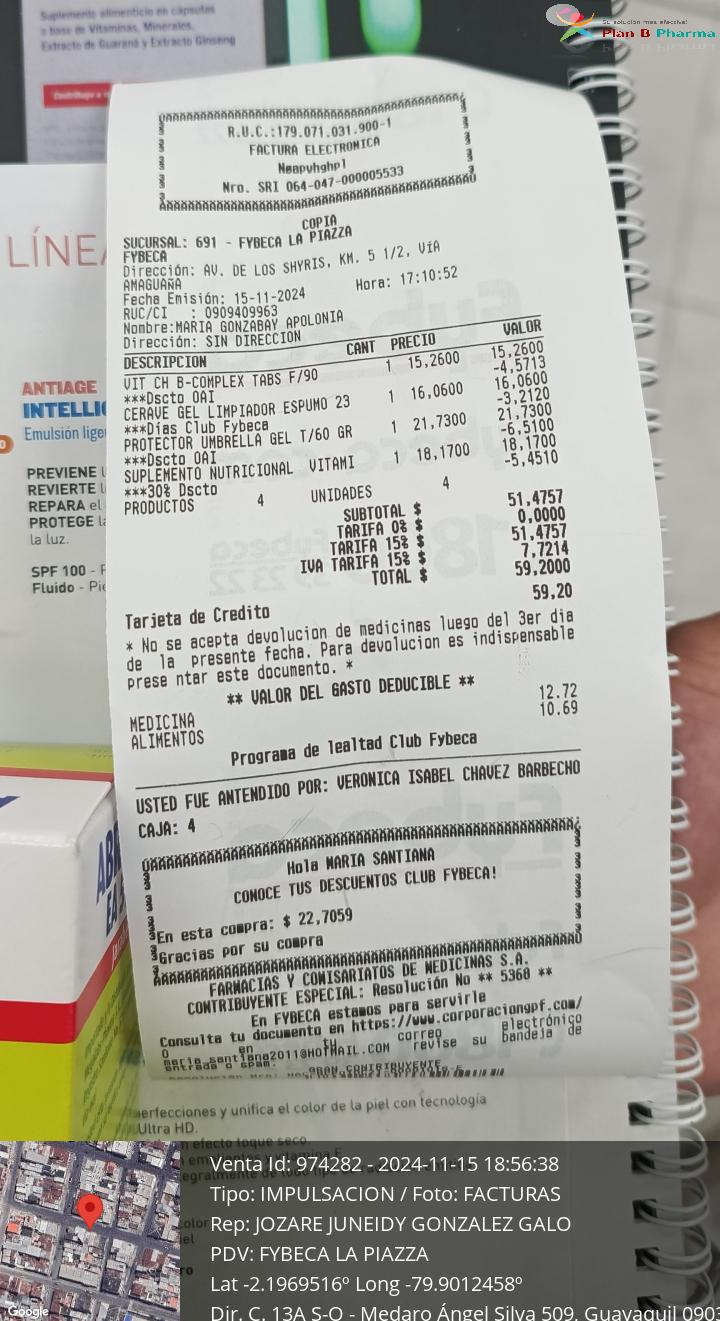 Suplemento alimenticio en cápsulas
a base de Vitaminas, Minerales,
Extracto de Guaraná y Extracto Ginseng
Su solución más efectiva!
Plan B Pharma
R.U.C.:179.071.031.900-1
FACTURA ELECTRONICA
Nro. SRI 064-047-000005533
COPIA
SUCURSAL: 691 - FYBECA LA PIAZZA
FYBECA
Dirección: AV. DE LOS SHYRIS, KM. 5 1/2, VíA
AMAGUAÑA
Fecha Emisión: 15-11-2024 Hora: 17:10:52
RUC/CI : 0909409963
Nombre:MARIA GONZABAY APOLONIA
Dirección: SIN DIRECCION
DESCRIPCION CANT PRECIO VALOR
VIT CH B-COMPLEX TABS F/90 1 15,2600 15,2600
***Dscto OAI -4,5713
CERAVE GEL LIMPIADOR ESPUMO 23 1 16,0600 16,0600
***Días Club Fybeca -3,2120
PROTECTOR UMBRELLA GEL T/60 GR 1 21,7300 21,7300
***Dscto OAI -6,5100
SUPLEMENTO NUTRICIONAL VITAMI 1 18,1700 18,1700
***30% Dscto -5,4510
PRODUCTOS 4 UNIDADES 4
SUBTOTAL $ 51,4757
TARIFA 0% $ 0,0000
TARIFA 15% $ 51,4757
IVA TARIFA 15% $ 7,7214
TOTAL $ 59,2000
59,20
Tarjeta de Credito
* No se acepta devolucion de medicinas luego del 3er dia
de la presente fecha. Para devolucion es indispensable
prese ntar este documento. *
** VALOR DEL GASTO DEDUCIBLE **
MEDICINA 12.72
ALIMENTOS 10.69
Programa de lealtad Club Fybeca
USTED FUE ANTENDIDO POR: VERONICA ISABEL CHAVEZ BARBECHO
CAJA: 4
Hola MARIA SANTIANA
CONOCE TUS DESCUENTOS CLUB FYBECA!
En esta compra: $ 22,7059
Gracias por su compra
FARMACIAS Y COMISARIATOS DE MEDICINAS S.A.
CONTRIBUYENTE ESPECIAL: Resolución No ** 5368 **
En FYBECA estamos para servirle
Consulta tu documento en https://www.corporaciongpf.com/
O en tu correo electrónico
maria_santiana2011@HOTMAIL.COM revise su bandeja de
entrada o spam.
GRAN CONTRIBUYENTE
LÍNEA
ANTIAGE
INTELLI
Emulsión lige
PREVIENE
REVIERTE
REPARA el
PROTEGE la
la luz.
SPF 100 -
Fluido - Pie
erfecciones y unifica el color de la piel con tecnología
Ultra HD.
n efecto toque seco.
Venta Id: 974282 - 2024-11-15 18:56:38
Tipo: IMPULSACION / Foto: FACTURAS
Rep: JOZARE JUNEIDY GONZALEZ GALO
PDV: FYBECA LA PIAZZA
Lat -2.1969516º Long -79.9012458º
Dir. C. 13A S-O - Medaro Ángel Silva 509, Guayaquil 0903
Google